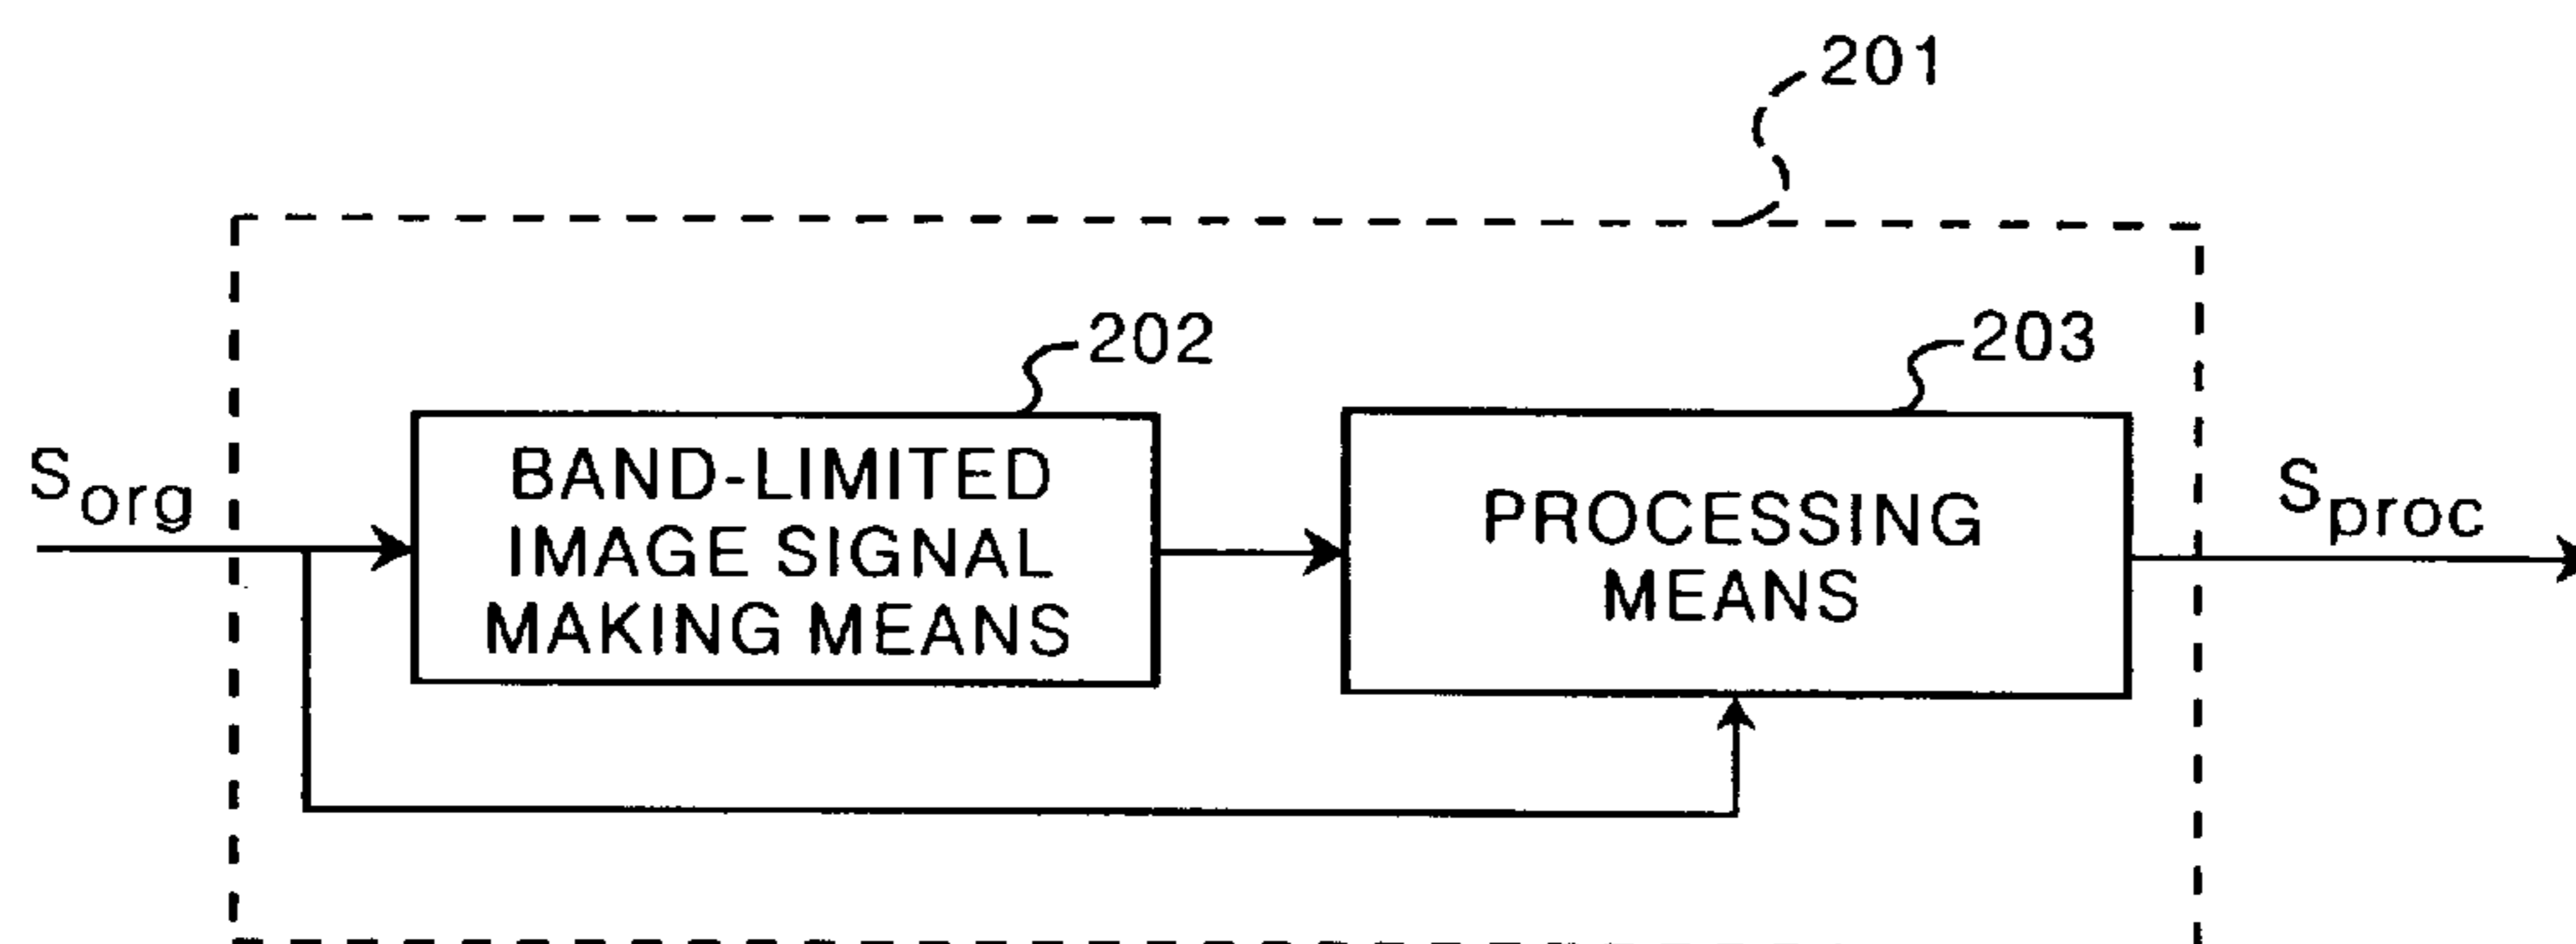 201
202
203
S_org
BAND-LIMITED
IMAGE SIGNAL
MAKING MEANS
PROCESSING
MEANS
S_proc